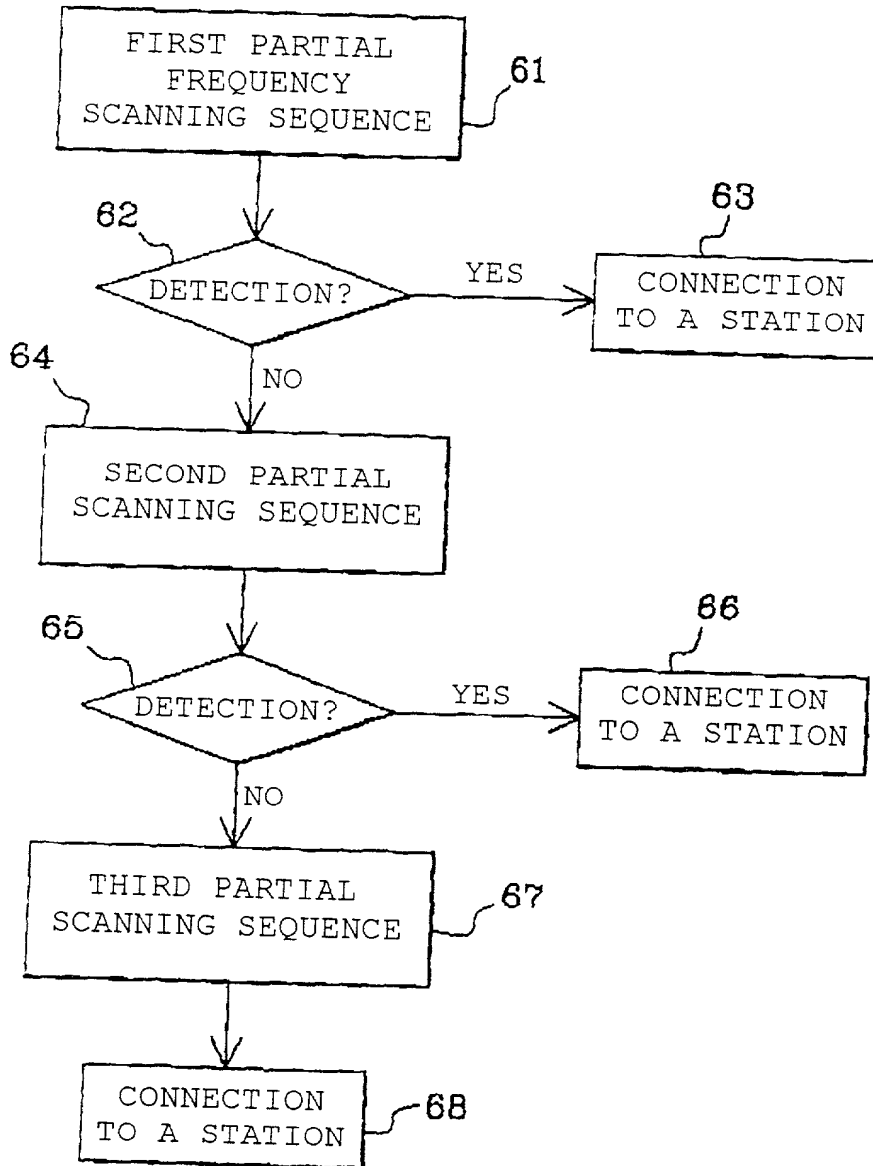 FIRST PARTIAL
FREQUENCY
SCANNING SEQUENCE
61
62
DETECTION?
YES
63
CONNECTION
TO A STATION
NO
64
SECOND PARTIAL
SCANNING SEQUENCE
65
DETECTION?
YES
66
CONNECTION
TO A STATION
NO
THIRD PARTIAL
SCANNING SEQUENCE
67
CONNECTION
TO A STATION
68